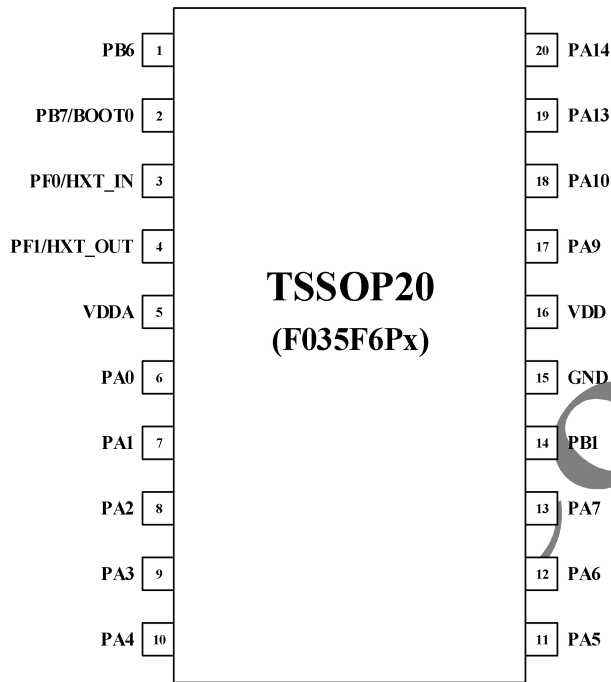 PB6 1 20 PA14
PB7/BOOT0 2 19 PA13
PF0/HXT_IN 3 18 PA10
PF1/HXT_OUT 4 17 PA9
TSSOP20
VDDA 5 16 VDD
(F035F6Px)
PA0 6 15 GND
PA1 7 14 PB1
PA2 8 13 PA7
PA3 9 12 PA6
PA4 10 11 PA5